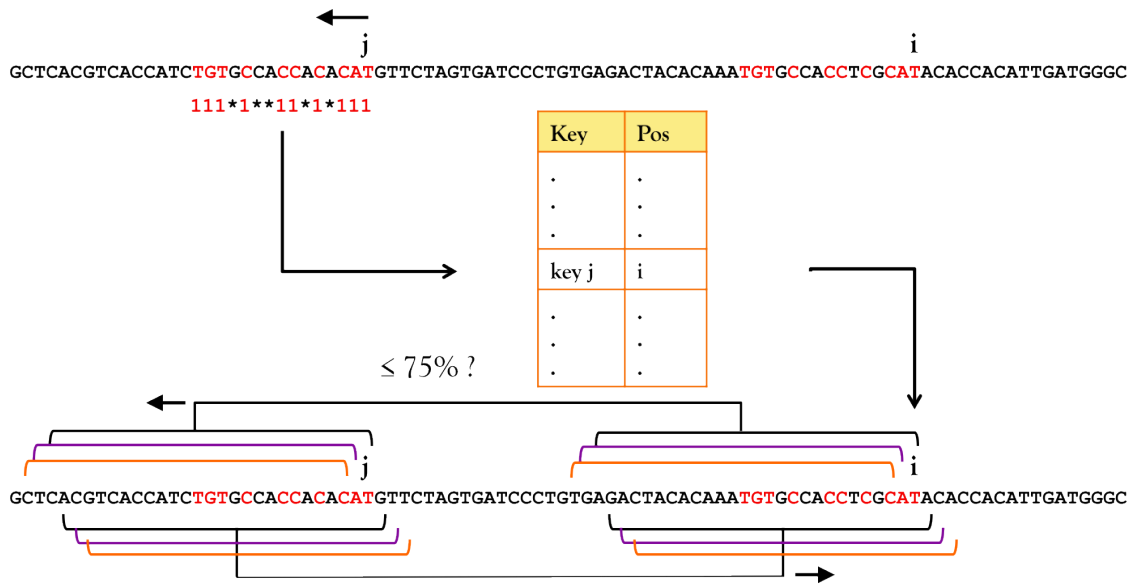 j i
GCTCACGTCACCATCTGTGCCACCACACATGTTCTAGTGATCCCTGTGAGACTACACAAATGTGCCACCTCGCATACACCACATTGATGGGC
111*1**11*1*111
Key Pos
. .
. .
. .
key j i
. .
. .
. .
≤ 75% ?
j i
GCTCACGTCACCATCTGTGCCACCACACATGTTCTAGTGATCCCTGTGAGACTACACAAATGTGCCACCTCGCATACACCACATTGATGGGC